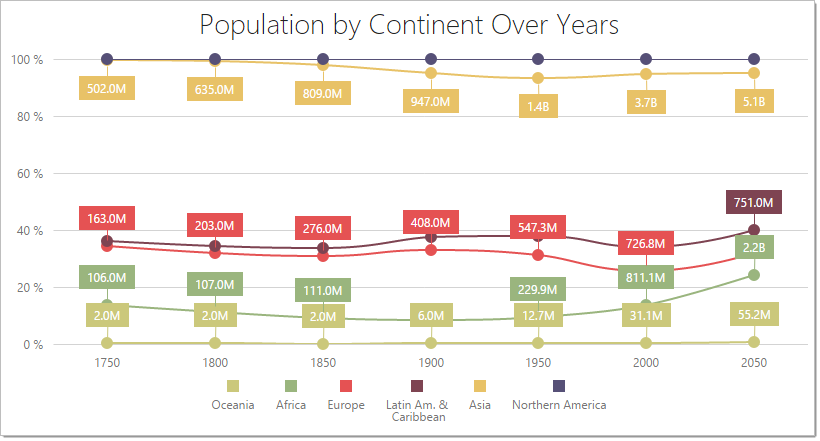 Population by Continent Over Years
100 %
80 %
60 %
40 %
20 %
0 %
502.0M
635.0M
809.0M
947.0M
1.4B
3.7B
5.1B
163.0M
203.0M
276.0M
408.0M
547.3M
726.8M
751.0M
106.0M
107.0M
111.0M
229.9M
811.1M
2.2B
2.0M
2.0M
2.0M
6.0M
12.7M
31.1M
55.2M
1750
1800
1850
1900
1950
2000
2050
Oceania
Africa
Europe
Latin Am. &
Caribbean
Asia
Northern America